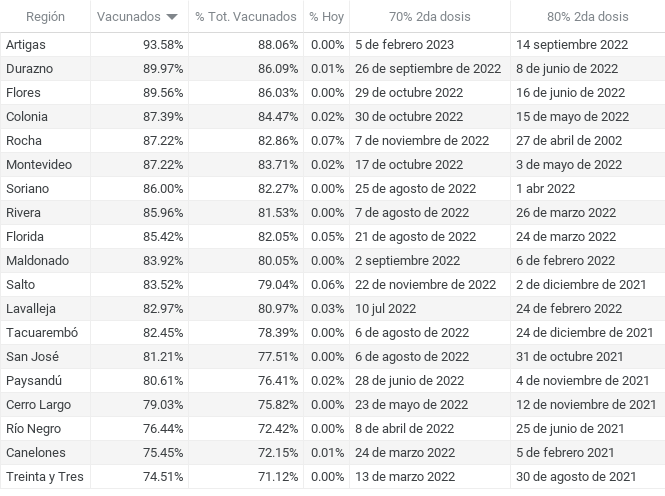 Región Vacunados % Tot. Vacunados % Hoy 70% 2da dosis 80% 2da dosis
Artigas 93.58% 88.06% 0.00% 5 de febrero 2023 14 septiembre 2022
Durazno 89.97% 86.09% 0.01% 26 de septiembre de 2022 8 de junio de 2022
Flores 89.56% 86.03% 0.00% 29 de octubre 2022 16 de junio de 2022
Colonia 87.39% 84.47% 0.02% 30 de octubre 2022 15 de mayo de 2022
Rocha 87.22% 82.86% 0.07% 7 de noviembre de 2022 27 de abril de 2002
Montevideo 87.22% 83.71% 0.02% 17 de octubre 2022 3 de mayo de 2022
Soriano 86.00% 82.27% 0.00% 25 de agosto de 2022 1 abr 2022
Rivera 85.96% 81.53% 0.00% 7 de agosto de 2022 26 de marzo 2022
Florida 85.42% 82.05% 0.05% 21 de agosto de 2022 24 de marzo 2022
Maldonado 83.92% 80.05% 0.00% 2 septiembre 2022 6 de febrero 2022
Salto 83.52% 79.04% 0.06% 22 de noviembre de 2022 2 de diciembre de 2021
Lavalleja 82.97% 80.97% 0.03% 10 jul 2022 24 de febrero 2022
Tacuarembó 82.45% 78.39% 0.00% 6 de agosto de 2022 24 de diciembre de 2021
San José 81.21% 77.51% 0.00% 6 de agosto de 2022 31 de octubre 2021
Paysandú 80.61% 76.41% 0.02% 28 de junio de 2022 4 de noviembre de 2021
Cerro Largo 79.03% 75.82% 0.00% 23 de mayo de 2022 12 de noviembre de 2021
Río Negro 76.44% 72.42% 0.00% 8 de abril de 2022 25 de junio de 2021
Canelones 75.45% 72.15% 0.01% 24 de marzo 2022 5 de febrero 2021
Treinta y Tres 74.51% 71.12% 0.00% 13 de marzo 2022 30 de agosto de 2021